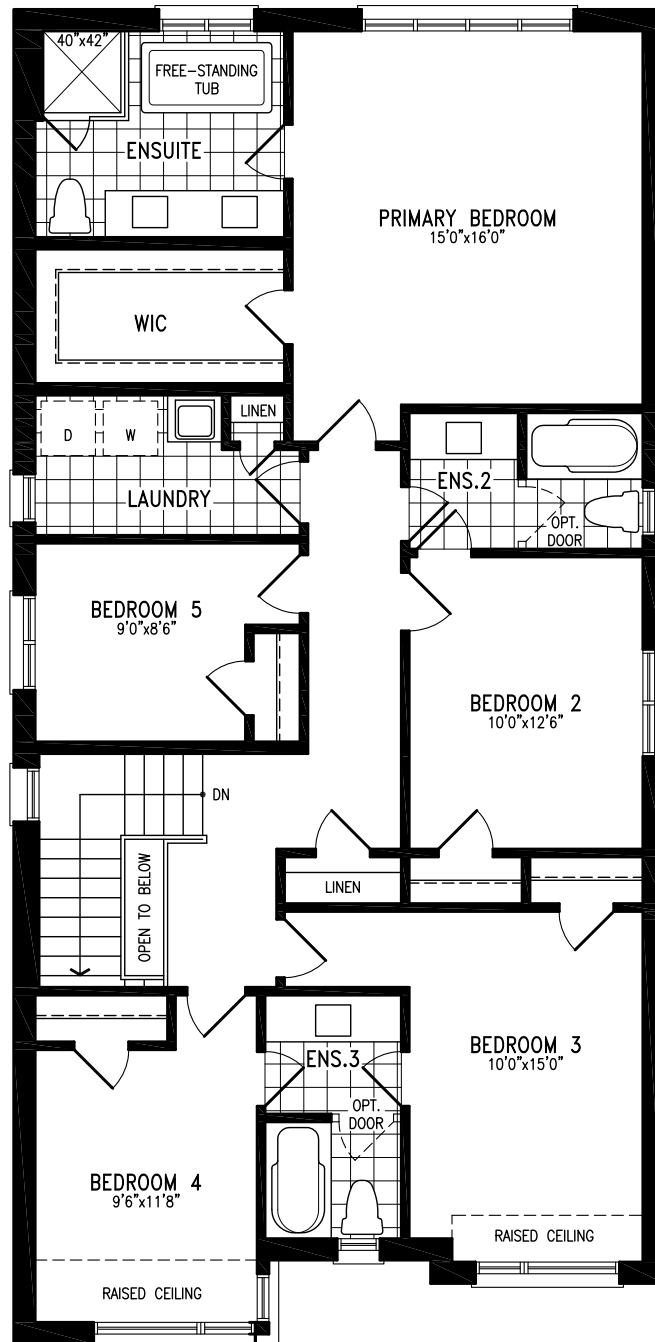 40"x42"
FREE-STANDING
TUB
ENSUITE
PRIMARY BEDROOM
15'0"x16'0"
WIC
LINEN
D
W
ENS.2
LAUNDRY
OPT.
DOOR
BEDROOM 5
9'0"x8'6"
BEDROOM 2
10'0"x12'6"
DN
OPEN TO BELOW
LINEN
BEDROOM 3
10'0"x15'0"
ENS.3
OPT.
DOOR
BEDROOM 4
9'6"x11'8"
RAISED CEILING
RAISED CEILING